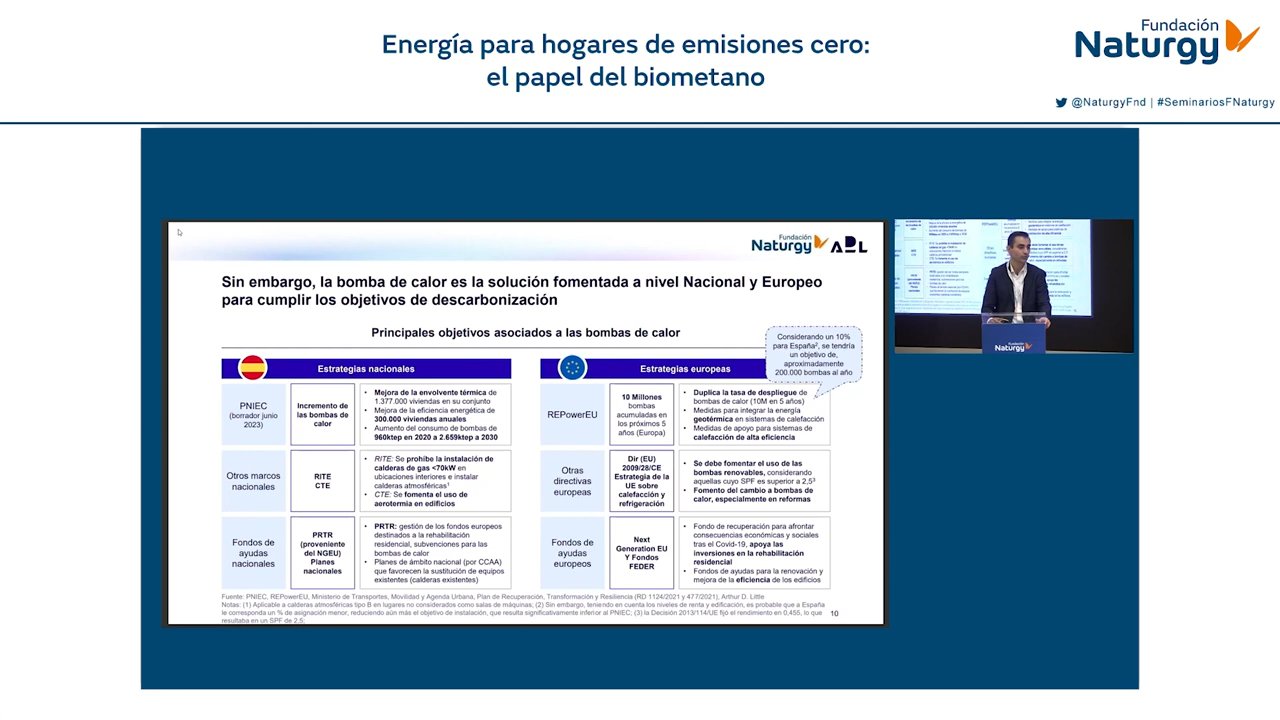 Energía para hogares de emisiones cero:
el papel del biometano
Fundación
Naturgy
@NaturgyFnd | #SeminariosFNaturgy
Fundación
Naturgy ADL
Sin embargo, la bomba de calor es la solución fomentada a nivel Nacional y Europeo
para cumplir los objetivos de descarbonización
Principales objetivos asociados a las bombas de calor
Considerando un 10%
para España², se tendría
un objetivo de,
aproximadamente
200.000 bombas al año
Estrategias nacionales
PNIEC
(borrador junio
2023)
Incremento de
las bombas de
calor
• Mejora de la envolvente térmica de
1.377.000 viviendas en su conjunto
• Mejora de la eficiencia energética de
300.000 viviendas anuales
• Aumento del consumo de bombas de
960ktep en 2020 a 2.659ktep a 2030
Otros marcos
nacionales
RITE
CTE
• RITE: Se prohíbe la instalación de
calderas de gas <70kW en
ubicaciones interiores e instalar
calderas atmosféricas¹
• CTE: Se fomenta el uso de
aerotermia en edificios
Fondos de
ayudas
nacionales
PRTR
(proveniente
del NGEU)
Planes
nacionales
• PRTR: gestión de los fondos europeos
destinados a la rehabilitación
residencial, subvenciones para las
bombas de calor
• Planes de ámbito nacional (por CCAA)
que favorecen la sustitución de equipos
existentes (calderas existentes)
Estrategias europeas
REPowerEU
10 Millones
bombas
acumuladas en
los próximos 5
años (Europa)
• Duplica la tasa de despliegue de
bombas de calor (10M en 5 años)
• Medidas para integrar la energía
geotérmica en sistemas de calefacción
• Medidas de apoyo para sistemas de
calefacción de alta eficiencia
Otras
directivas
europeas
Dir (EU)
2009/28/CE
Estrategia de la
UE sobre
calefacción y
refrigeración
• Se debe fomentar el uso de las
bombas renovables, considerando
aquellas cuyo SPF es superior a 2,5³
• Fomento del cambio a bombas de
calor, especialmente en reformas
Fondos de
ayudas
europeos
Next
Generation EU
Y Fondos
FEDER
• Fondo de recuperación para afrontar
consecuencias económicas y sociales
tras el Covid-19, apoya las
inversiones en la rehabilitación
residencial
• Fondos de ayudas para la renovación y
mejora de la eficiencia de los edificios
Fuente: PNIEC, REPowerEU, Ministerio de Transportes, Movilidad y Agenda Urbana, Plan de Recuperación, Transformación y Resiliencia (RD 1124/2021 y 477/2021), Arthur D. Little
Notas: (1) Aplicable a calderas atmosféricas tipo B en lugares no considerados como salas de máquinas; (2) Sin embargo, teniendo en cuenta los niveles de renta y edificación, es probable que a España
le corresponda un % de asignación menor, reduciendo aún más el objetivo de instalación, que resulta significativamente inferior al PNIEC; (3) la Decisión 2013/114/UE fijó el rendimiento en 0,455, lo que
resultaba en un SPF de 2,5;
10
Fundación
Naturgy